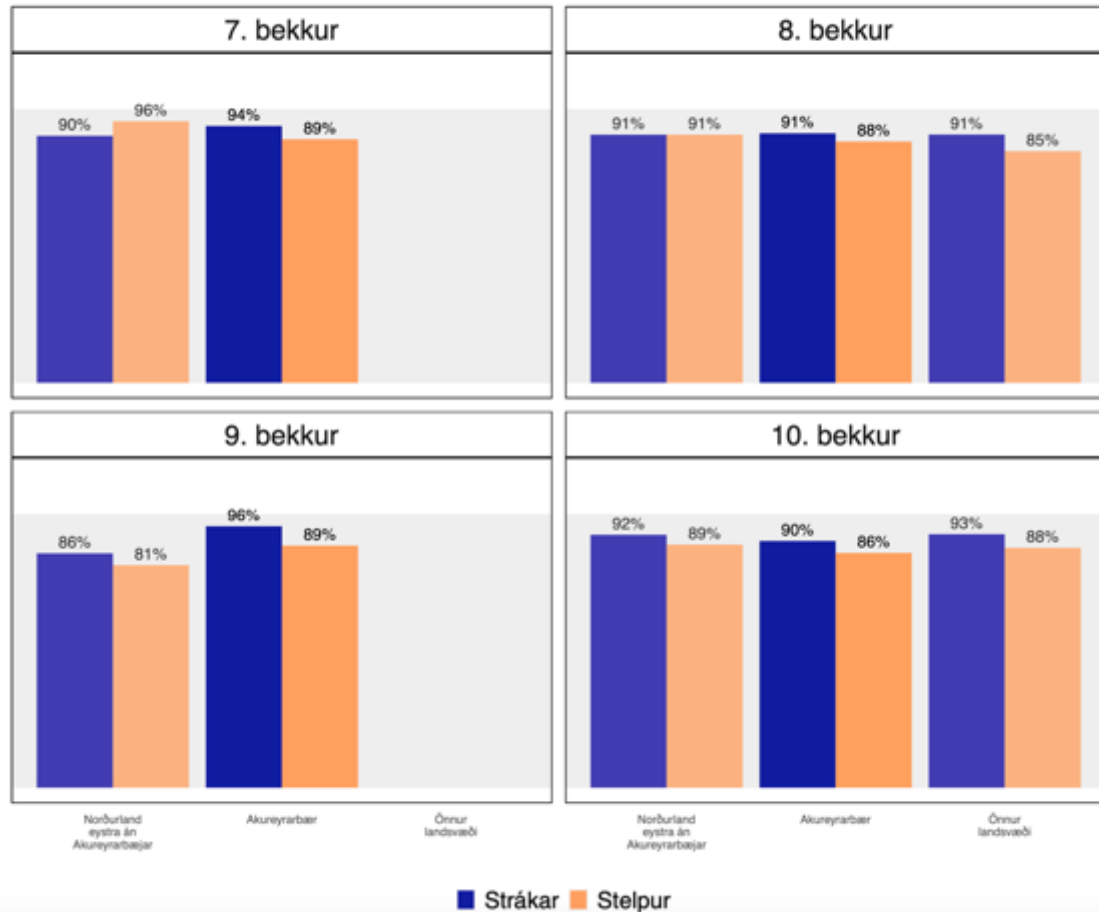 7. bekkur
90%
96%
94%
89%
8. bekkur
91%
91%
91%
88%
91%
85%
9. bekkur
86%
81%
96%
89%
10. bekkur
92%
89%
90%
86%
93%
88%
Norðurland
eystra án
Akureyrarbæjar
Akureyrarbær
Önnur
landsvæði
Norðurland
eystra án
Akureyrarbæjar
Akureyrarbær
Önnur
landsvæði
Strákar
Stelpur